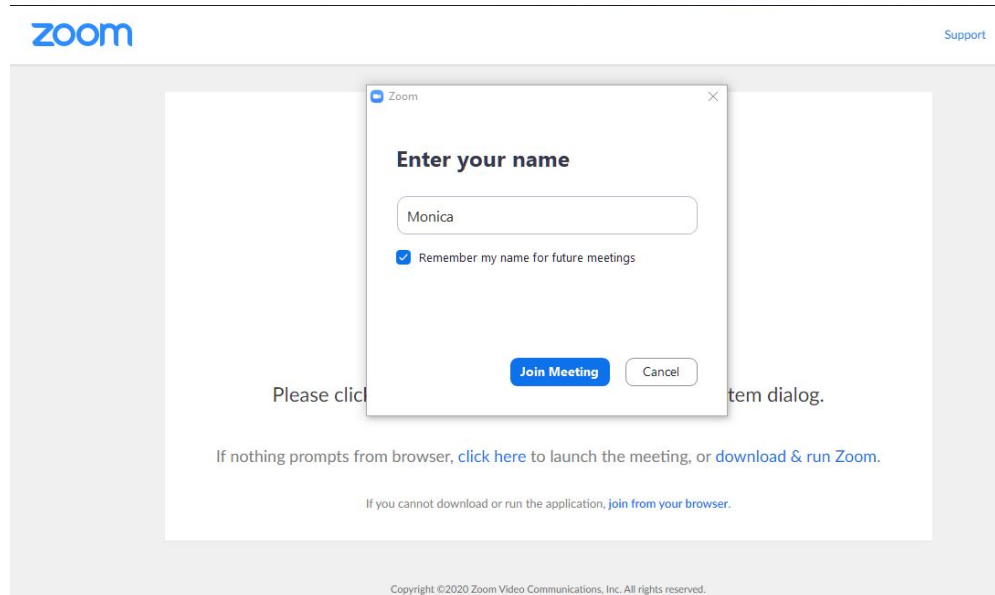 zoom
Support
Zoom
Enter your name
Monica
Remember my name for future meetings
Join Meeting
Cancel
Please
tem dialog.
If nothing prompts from browser, click here to launch the meeting, or download & run Zoom.
If you cannot download or run the application, join from your browser.
Copyright ©2020 Zoom Video Communications, Inc. All rights reserved.